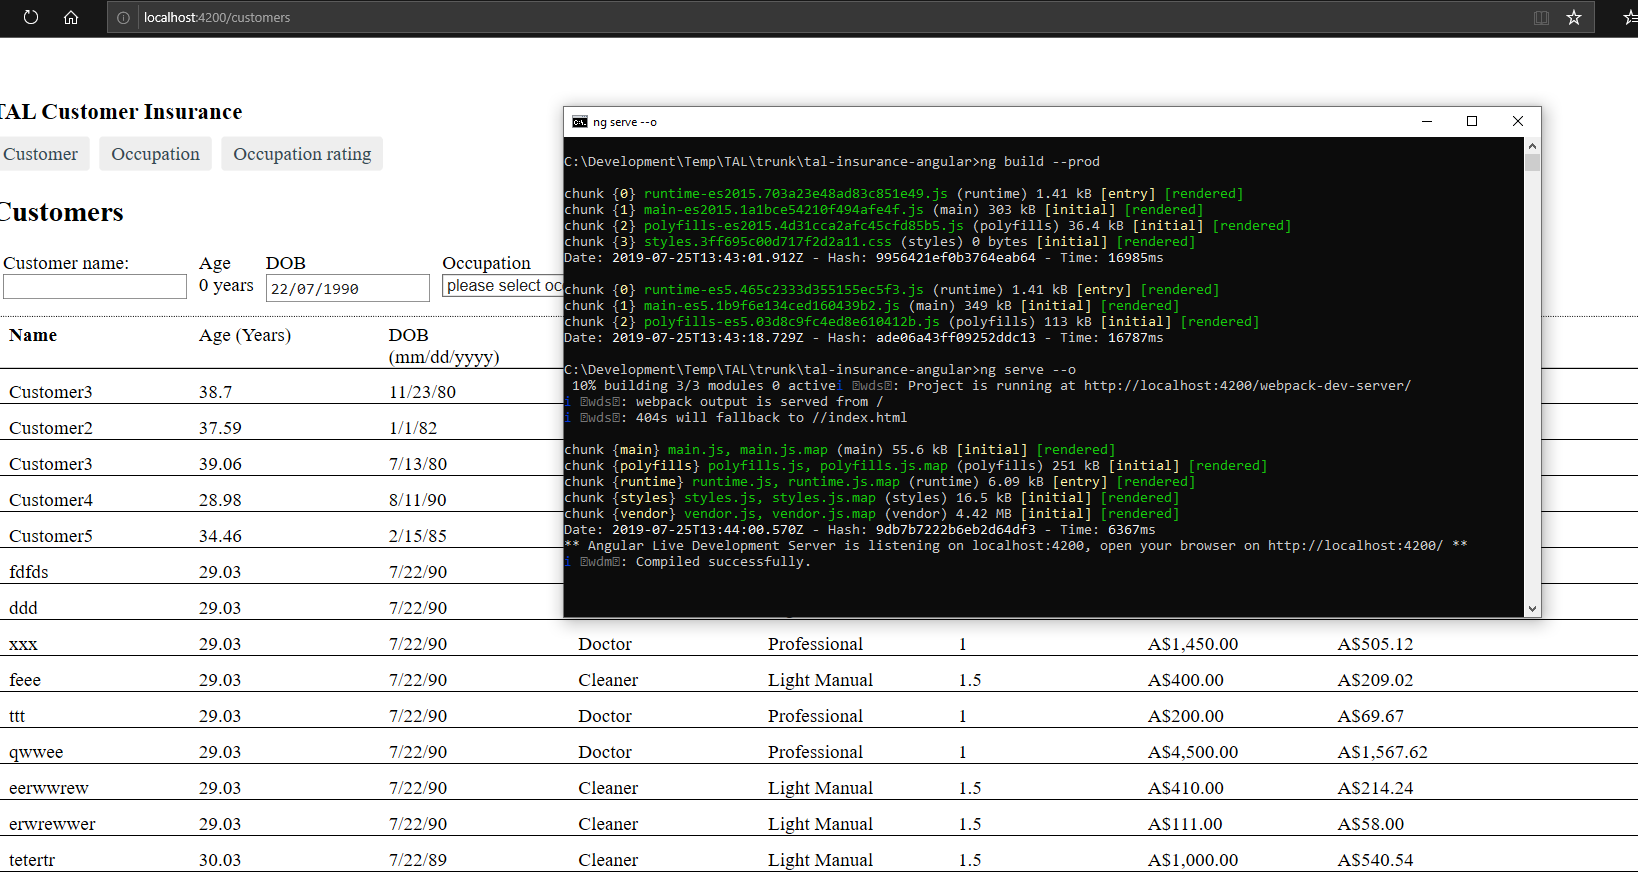 localhost:4200/customers
TAL Customer Insurance
Customer Occupation Occupation rating
Customers
Customer name: Age DOB Occupation
0 years 22/07/1990 please select oc
Name Age (Years) DOB
(mm/dd/yyyy)
Customer3 38.7 11/23/80
Customer2 37.59 1/1/82
Customer3 39.06 7/13/80
Customer4 28.98 8/11/90
Customer5 34.46 2/15/85
fdfds 29.03 7/22/90
ddd 29.03 7/22/90
xxx 29.03 7/22/90 Doctor Professional 1 A$1,450.00 A$505.12
feee 29.03 7/22/90 Cleaner Light Manual 1.5 A$400.00 A$209.02
ttt 29.03 7/22/90 Doctor Professional 1 A$200.00 A$69.67
qwwee 29.03 7/22/90 Doctor Professional 1 A$4,500.00 A$1,567.62
eerwwrew 29.03 7/22/90 Cleaner Light Manual 1.5 A$410.00 A$214.24
erwrewwer 29.03 7/22/90 Cleaner Light Manual 1.5 A$111.00 A$58.00
tetertr 30.03 7/22/89 Cleaner Light Manual 1.5 A$1,000.00 A$540.54
ng serve --o
C:\Development\Temp\TAL\trunk\tal-insurance-angular>ng build --prod
chunk {0} runtime-es2015.703a23e48ad83c851e49.js (runtime) 1.41 kB [entry] [rendered]
chunk {1} main-es2015.1a1bce54210f494afe4f.js (main) 303 kB [initial] [rendered]
chunk {2} polyfills-es2015.4d31cca2afc45cfd85b5.js (polyfills) 36.4 kB [initial] [rendered]
chunk {3} styles.3ff695c00d717f2d2a11.css (styles) 0 bytes [initial] [rendered]
Date: 2019-07-25T13:43:01.912Z - Hash: 9956421ef0b3764eab64 - Time: 16985ms
chunk {0} runtime-es5.465c2333d355155ec5f3.js (runtime) 1.41 kB [entry] [rendered]
chunk {1} main-es5.1b9f6e134ced160439b2.js (main) 349 kB [initial] [rendered]
chunk {2} polyfills-es5.03d8c9fc4ed8e610412b.js (polyfills) 113 kB [initial] [rendered]
Date: 2019-07-25T13:43:18.729Z - Hash: ade06a43ff09252ddc13 - Time: 16787ms
C:\Development\Temp\TAL\trunk\tal-insurance-angular>ng serve --o
10% building 3/3 modules 0 activei ｢wds｣: Project is running at http://localhost:4200/webpack-dev-server/
i ｢wds｣: webpack output is served from /
i ｢wds｣: 404s will fallback to //index.html
chunk {main} main.js, main.js.map (main) 55.6 kB [initial] [rendered]
chunk {polyfills} polyfills.js, polyfills.js.map (polyfills) 251 kB [initial] [rendered]
chunk {runtime} runtime.js, runtime.js.map (runtime) 6.09 kB [entry] [rendered]
chunk {styles} styles.js, styles.js.map (styles) 16.5 kB [initial] [rendered]
chunk {vendor} vendor.js, vendor.js.map (vendor) 4.42 MB [initial] [rendered]
Date: 2019-07-25T13:44:00.570Z - Hash: 9db7b7222b6eb2d64df3 - Time: 6367ms
** Angular Live Development Server is listening on localhost:4200, open your browser on http://localhost:4200/ **
i ｢wdm｣: Compiled successfully.